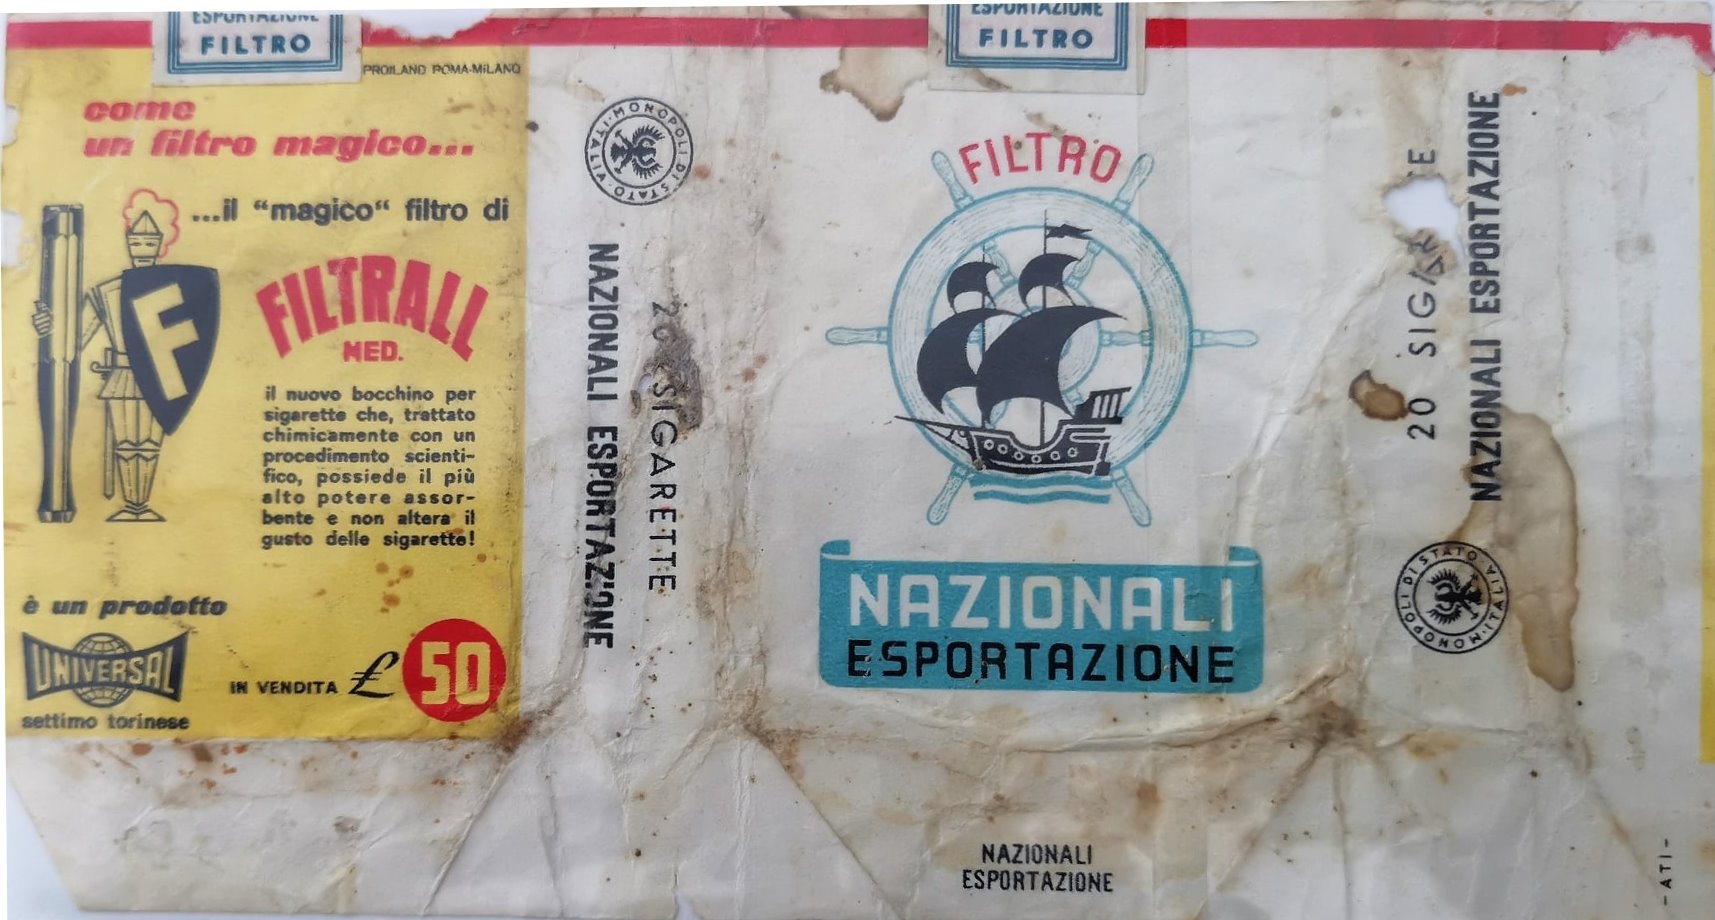 ESPORTAZIONE
FILTRO
PROILAND ROMA-MILANO
come
un filtro magico...
...il "magico" filtro di
F
FILTRALL
MED.
il nuovo bocchino per
sigarette che, trattato
chimicamente con un
procedimento scienti-
fico, possiede il più
alto potere assor-
bente e non altera il
gusto delle sigarette!
è un prodotto
UNIVERSAL
settimo torinese
IN VENDITA £ 50
MONOPOLI DI STATO·ITALIA·
NAZIONALI ESPORTAZIONE
20 SIGARETTE
ESPORTAZIONE
FILTRO
FILTRO
NAZIONALI
ESPORTAZIONE
NAZIONALI
ESPORTAZIONE
20 SIGA TE
NAZIONALI ESPORTAZIONE
MONOPOLI DI STATO·ITALIA·
-ATI-